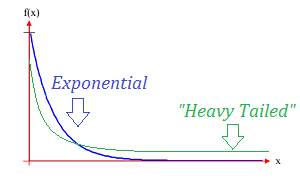 f(x)
Exponential
"Heavy Tailed"
x